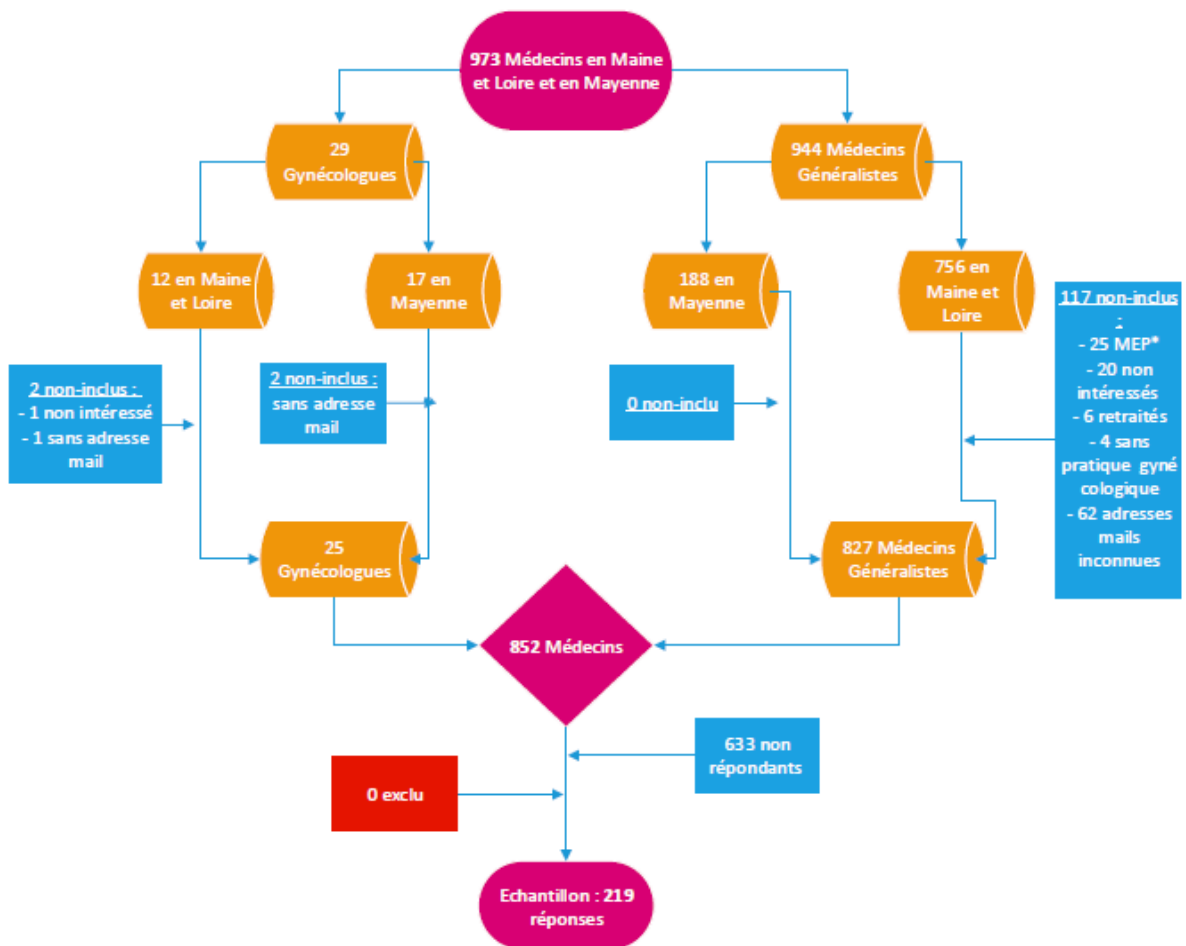 973 Médecins en Maine
et Loire et en Mayenne
29
Gynécologues
944 Médecins
Généralistes
12 en Maine
et Loire
17 en
Mayenne
188 en
Mayenne
756 en
Maine et
Loire
2 non-inclus :
- 1 non intéressé
- 1 sans adresse
mail
2 non-inclus :
sans adresse
mail
0 non-inclu
117 non-inclus
:
- 25 MEP*
- 20 non
intéressés
- 6 retraités
- 4 sans
pratique gyné
cologique
- 62 adresses
mails
inconnues
25
Gynécologues
827 Médecins
Généralistes
852 Médecins
633 non
répondants
0 exclu
Echantillon : 219
réponses